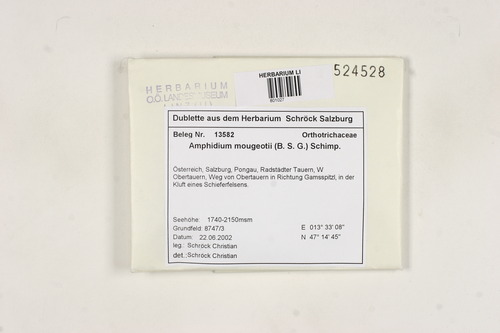 HERBARIUM LI
801027
524528
HERBARIUM
O.Ö. LANDESMUSEUM
Dublette aus dem Herbarium Schröck Salzburg
Beleg Nr. 13582 Orthotrichaceae
Amphidium mougeotii (B. S. G.) Schimp.
Österreich, Salzburg, Pongau, Radstädter Tauern, W
Obertauern, Weg von Obertauern in Richtung Gamsspitzl, in der
Kluft eines Schieferfelsens.
Seehöhe: 1740-2150msm
Grundfeld: 8747/3 E 013° 33' 08"
Datum: 22.06.2002 N 47° 14' 45"
leg.: Schröck Christian
det.: Schröck Christian